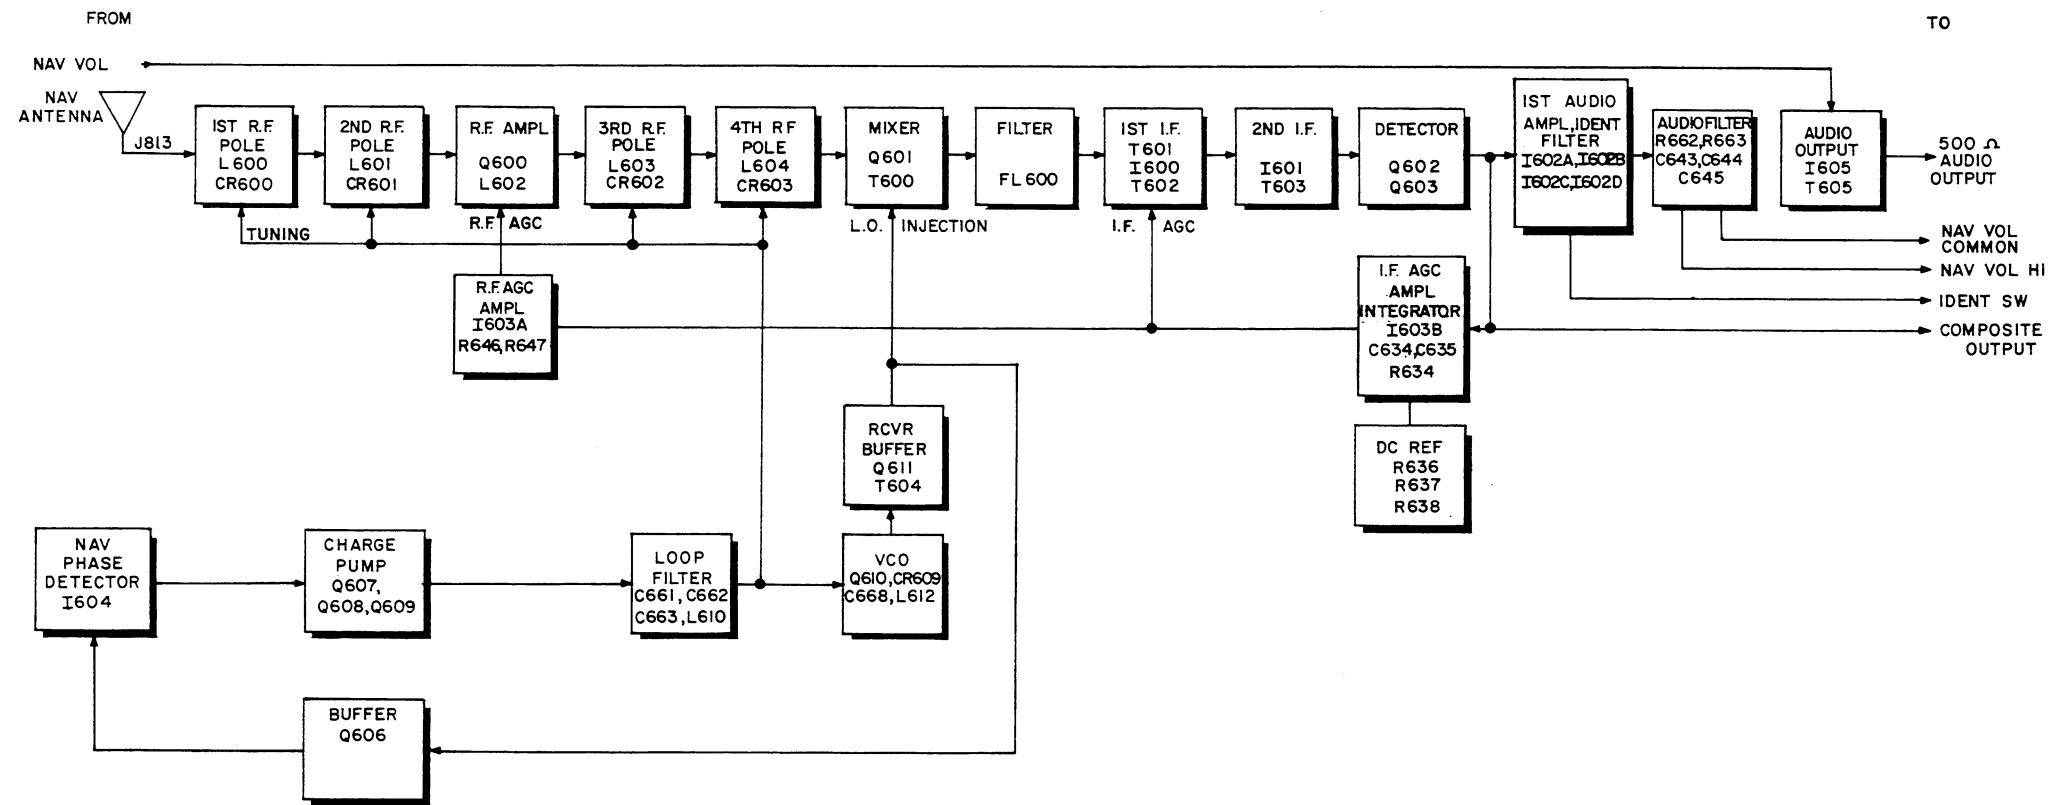 FROM
TO
NAV VOL
NAV
ANTENNA
J813
1ST R.F.
POLE
L600
CR600
2ND R.F.
POLE
L601
CR601
R.F. AMPL
Q600
L602
3RD R.F.
POLE
L603
CR602
4TH RF
POLE
L604
CR603
MIXER
Q601
T600
FILTER
FL600
1ST I.F.
T601
I600
T602
2ND I.F.
I601
T603
DETECTOR
Q602
Q603
1ST AUDIO
AMPL, IDENT
FILTER
I602A, I602B
I602C, I602D
AUDIO FILTER
R662, R663
C643, C644
C645
AUDIO
OUTPUT
I605
T605
500 Ω
AUDIO
OUTPUT
TUNING
R.F. AGC
L.O. INJECTION
I.F. AGC
NAV VOL
COMMON
NAV VOL HI
IDENT SW
COMPOSITE
OUTPUT
R.F. AGC
AMPL
I603A
R646, R647
I.F. AGC
AMPL
INTEGRATOR
I603B
C634, C635
R634
DC REF
R636
R637
R638
RCVR
BUFFER
Q611
T604
NAV
PHASE
DETECTOR
I604
CHARGE
PUMP
Q607,
Q608, Q609
LOOP
FILTER
C661, C662
C663, L610
VCO
Q610, CR609
C668, L612
BUFFER
Q606